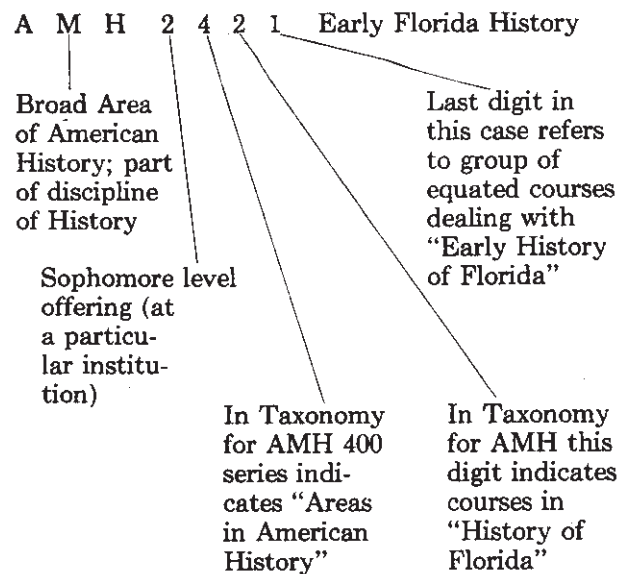 A M H 2 4 2 1 Early Florida History
Broad Area
of American
History; part
of discipline
of History
Last digit in
this case refers
to group of
equated courses
dealing with
"Early History
of Florida"
Sophomore level
offering (at
a particu-
lar institu-
tion)
In Taxonomy
for AMH 400
series indi-
cates "Areas
in American
History"
In Taxonomy
for AMH this
digit indicates
courses in
"History of
Florida"